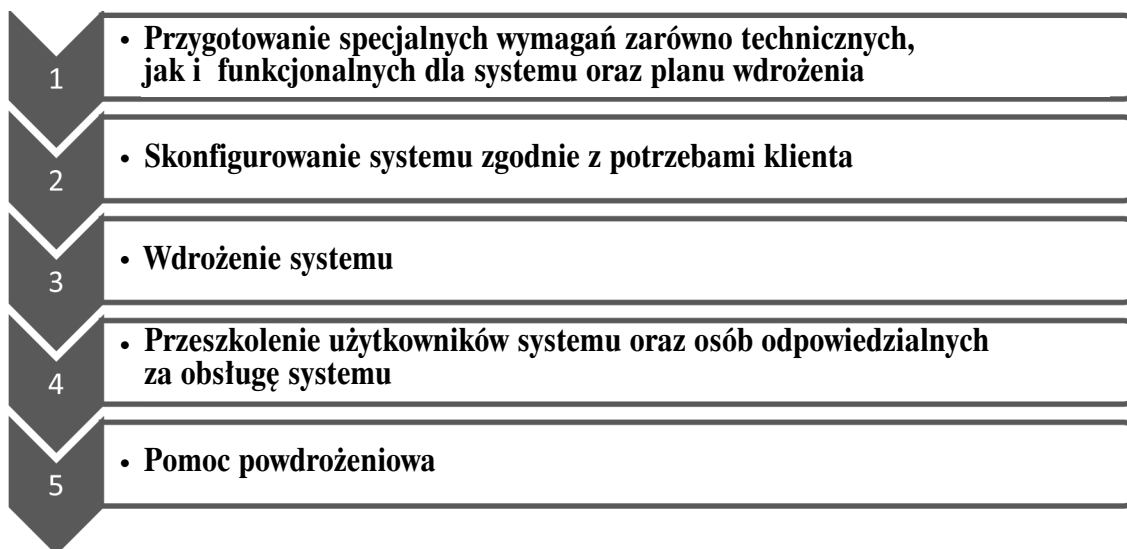 1
• Przygotowanie specjalnych wymagań zarówno technicznych,
jak i funkcjonalnych dla systemu oraz planu wdrożenia
2
• Skonfigurowanie systemu zgodnie z potrzebami klienta
3
• Wdrożenie systemu
4
• Przeszkolenie użytkowników systemu oraz osób odpowiedzialnych
za obsługę systemu
5
• Pomoc powdrożeniowa